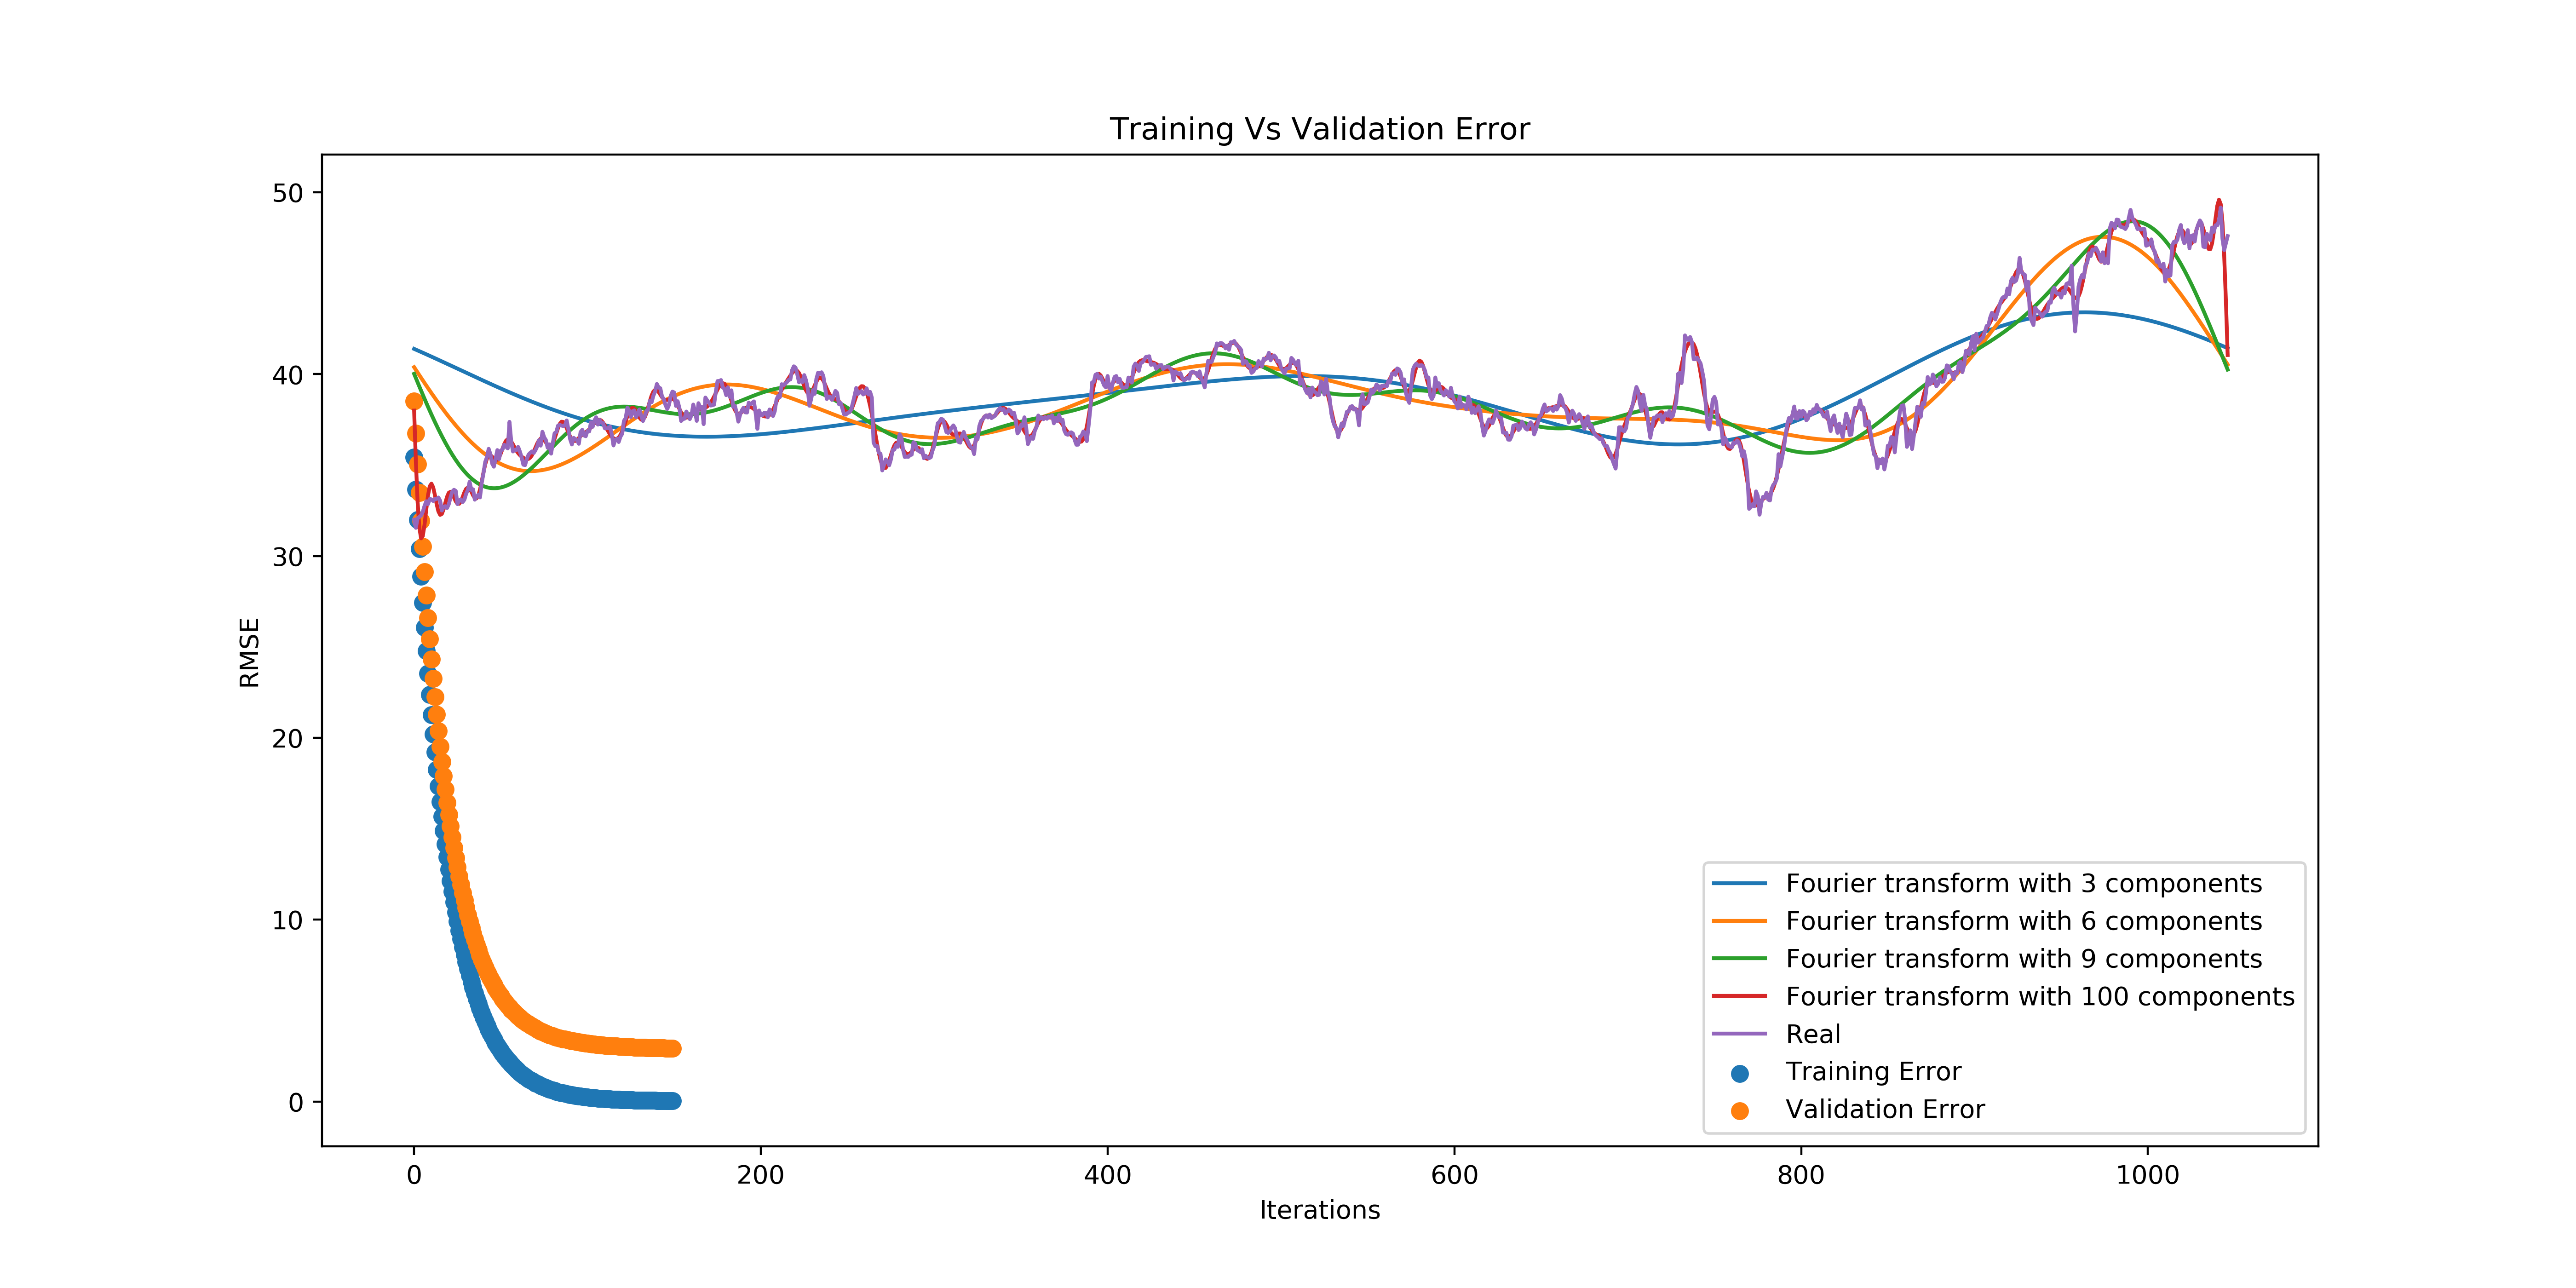 Training Vs Validation Error
50
40
30
20
10
0
RMSE
0 200 400 600 800 1000
Iterations
Fourier transform with 3 components
Fourier transform with 6 components
Fourier transform with 9 components
Fourier transform with 100 components
Real
Training Error
Validation Error